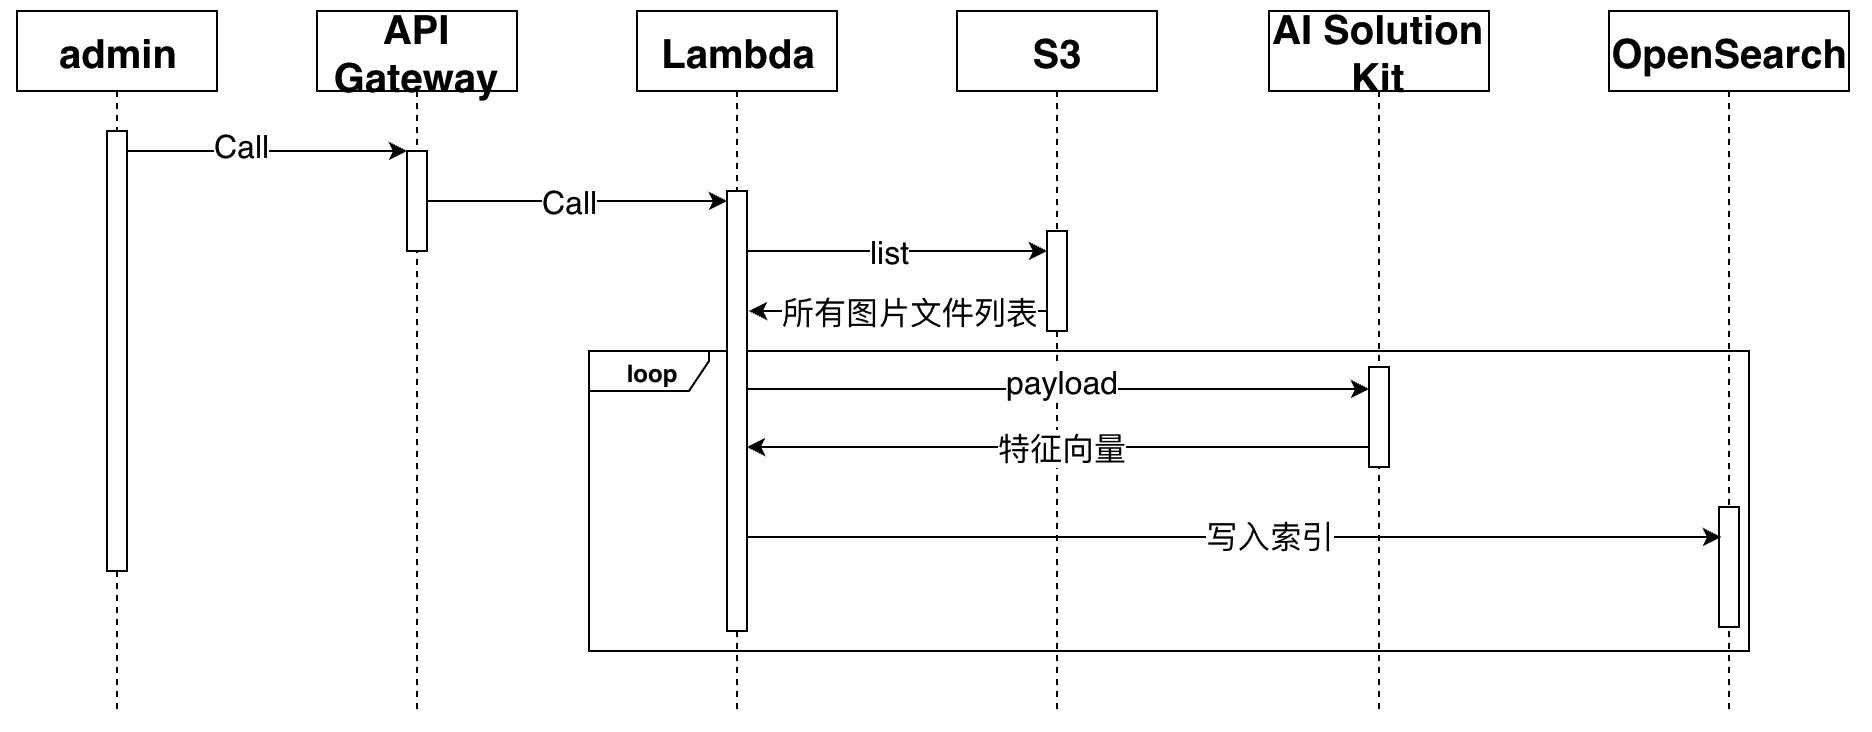 admin
API
Gateway
Lambda
S3
AI Solution
Kit
OpenSearch
Call
Call
list
所有图片文件列表
loop
payload
特征向量
写入索引